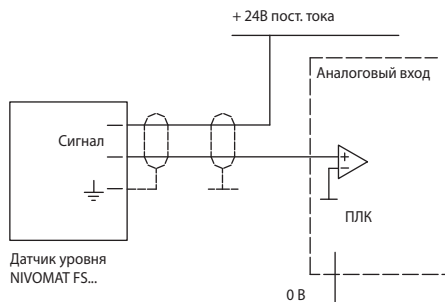 + 24В пост. тока
Аналоговый вход
Сигнал
+
−
ПЛК
Датчик уровня
NIVOMAT FS...
0 В